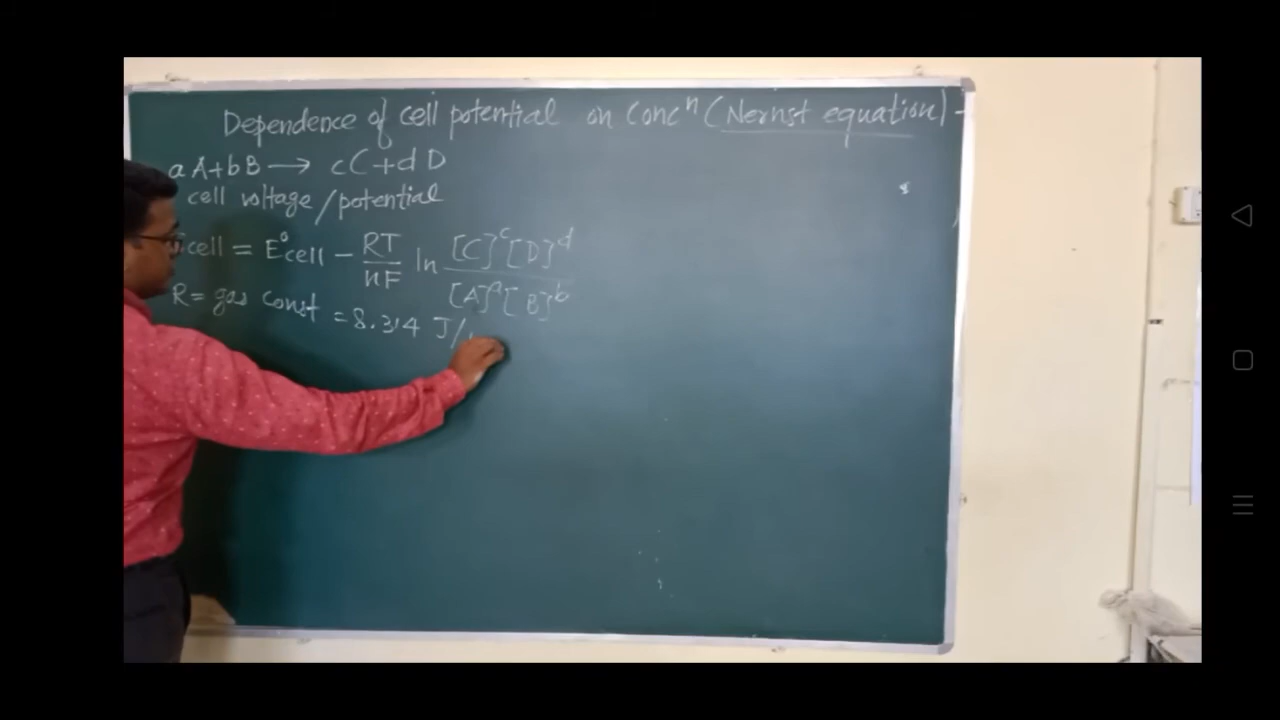 Dependence of cell potential on Concⁿ (Nernst equation) -
aA+bB → cC+dD
cell voltage/potential
cell = E°cell - RT/nF ln [C]ᶜ[D]ᵈ/[A]ᵃ[B]ᵇ
R = gas const = 8.314 J/